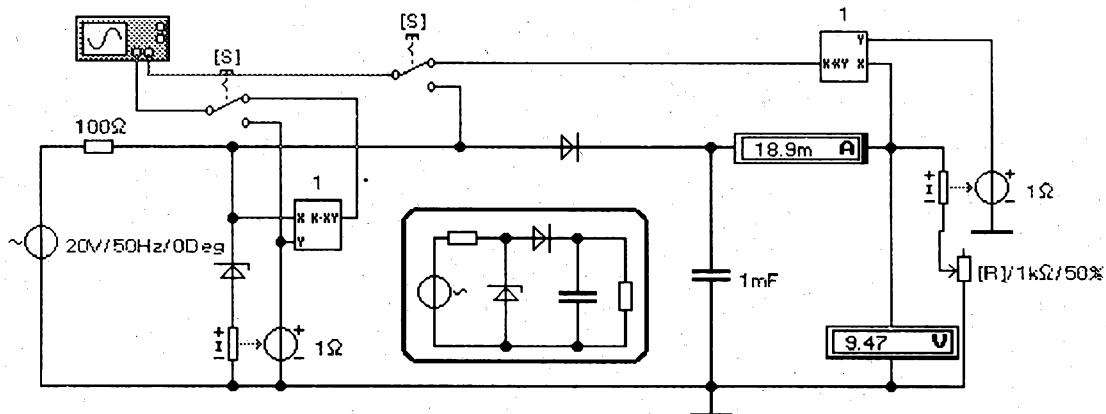 [S]
1
[S]
Y
K·XY X
100Ω
18.9m A
1
+
I
−
+
−
1Ω
X K·XY
Y
~ 20V/50Hz/0Deg
~
1mF
[R]/1kΩ/50%
+
I
−
+
−
1Ω
9.47 V